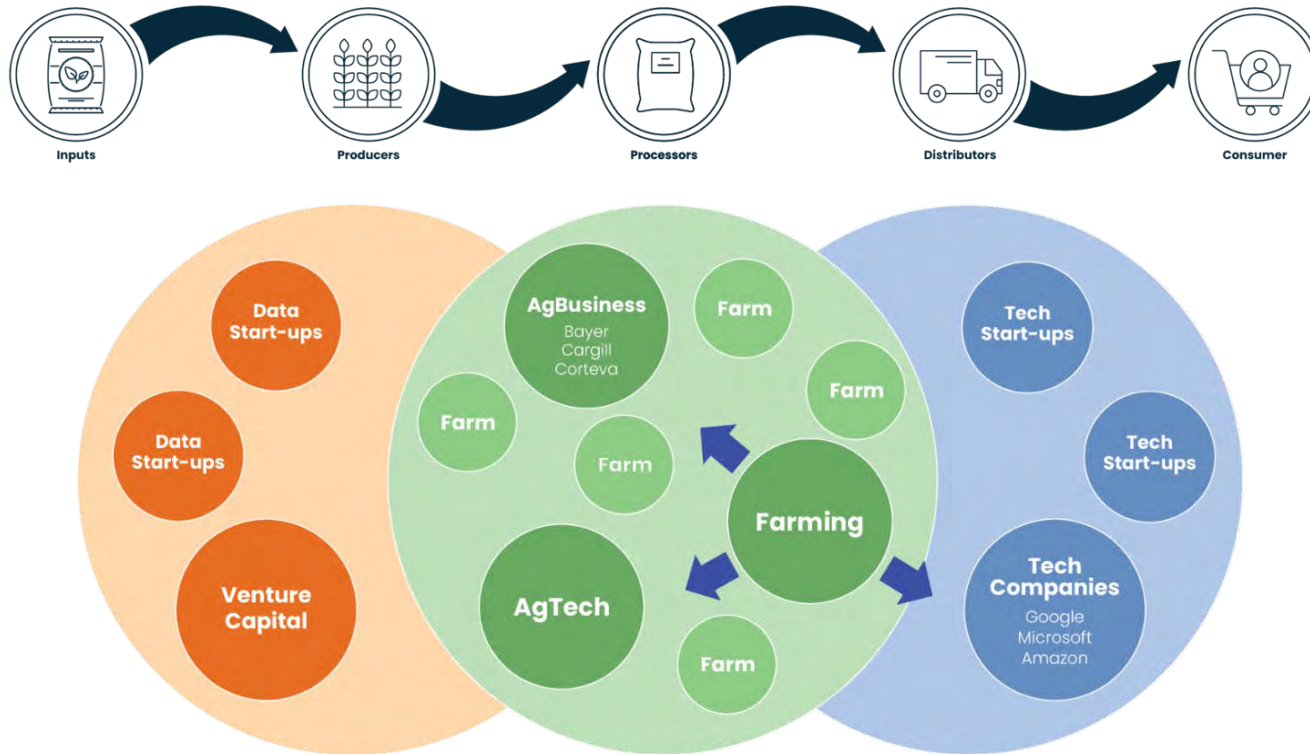 Inputs
Producers
Processors
Distributors
Consumer
Data
Start-ups
Data
Start-ups
Venture
Capital
AgBusiness
Bayer
Cargill
Corteva
Farm
Farm
Farm
Farm
Farming
AgTech
Farm
Tech
Start-ups
Tech
Start-ups
Tech
Companies
Google
Microsoft
Amazon